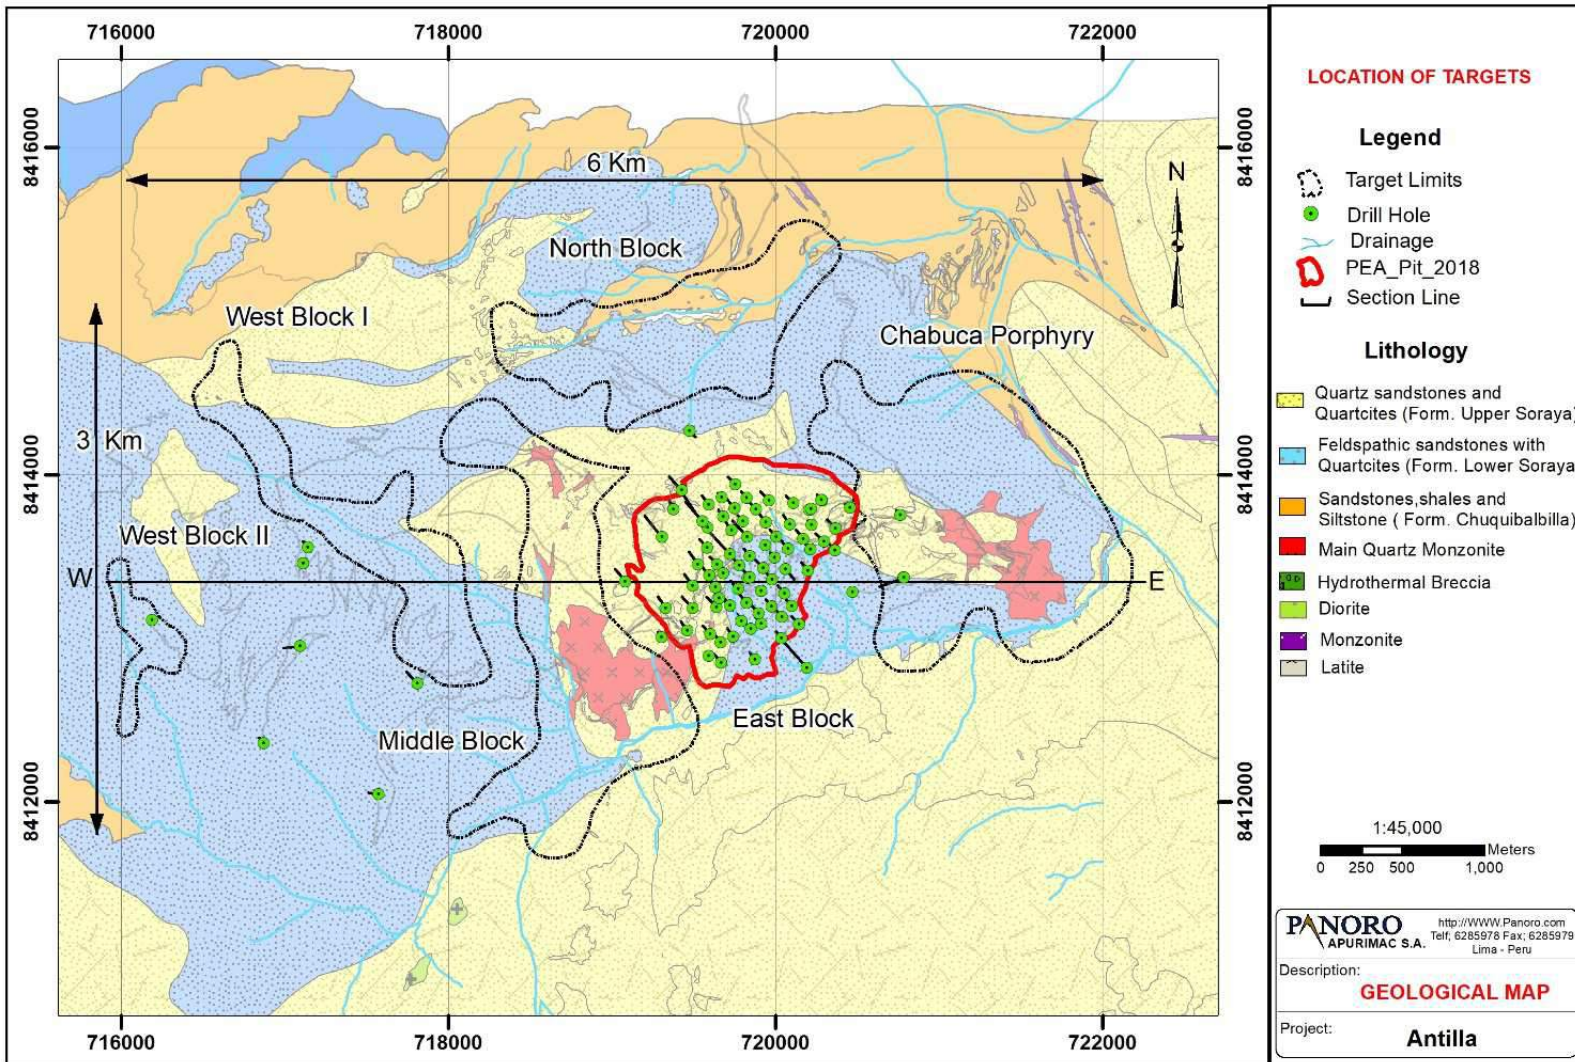 716000 718000 720000 722000
8416000
8414000
8412000
6 Km
N
North Block
West Block I
Chabuca Porphyry
3 Km
West Block II
W
E
East Block
Middle Block
8416000
8414000
8412000
716000 718000 720000 722000
LOCATION OF TARGETS
Legend
Target Limits
Drill Hole
Drainage
PEA_Pit_2018
Section Line
Lithology
Quartz sandstones and
Quartcites (Form. Upper Soraya)
Feldspathic sandstones with
Quartcites (Form. Lower Soraya
Sandstones,shales and
Siltstone ( Form. Chuquibalbilla)
Main Quartz Monzonite
Hydrothermal Breccia
Diorite
Monzonite
Latite
1:45,000
Meters
0 250 500 1,000
PANORO
APURIMAC S.A.
http://WWW.Panoro.com
Telf; 6285978 Fax; 6285979
Lima - Peru
Description:
GEOLOGICAL MAP
Project:
Antilla